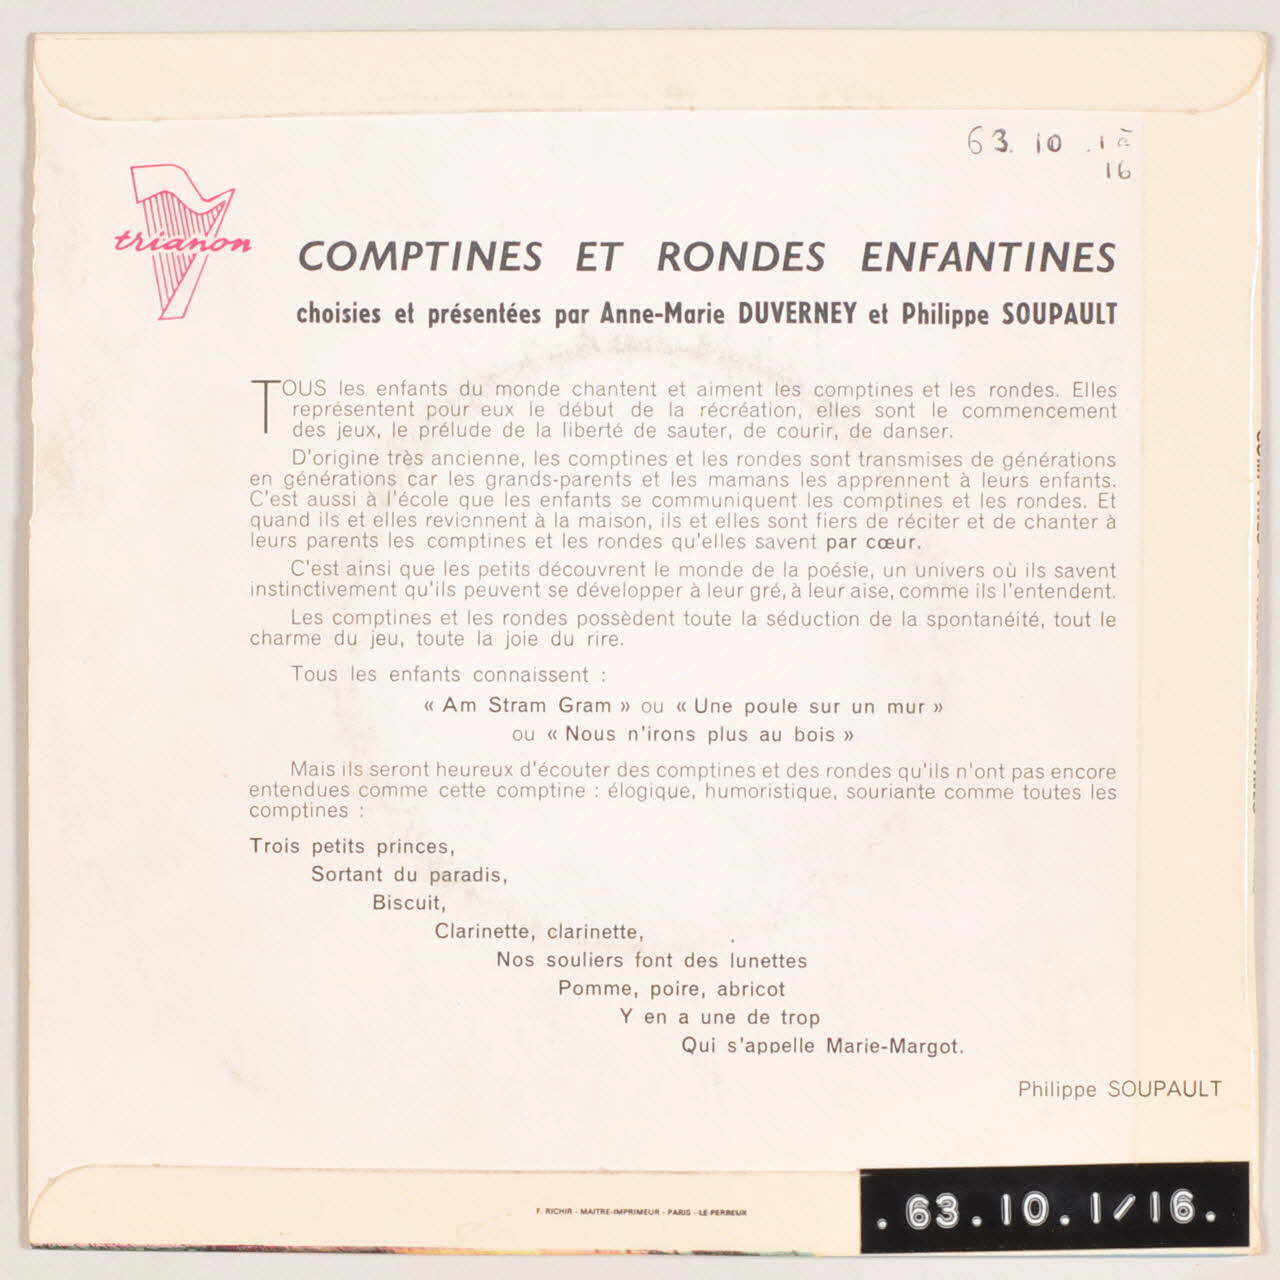 63. 10 . 1 à
16
trianon
COMPTINES ET RONDES ENFANTINES
choisies et présentées par Anne-Marie DUVERNEY et Philippe SOUPAULT
TOUS les enfants du monde chantent et aiment les comptines et les rondes. Elles
représentent pour eux le début de la récréation, elles sont le commencement
des jeux, le prélude de la liberté de sauter, de courir, de danser.
D'origine très ancienne, les comptines et les rondes sont transmises de générations
en générations car les grands-parents et les mamans les apprennent à leurs enfants.
C'est aussi à l'école que les enfants se communiquent les comptines et les rondes. Et
quand ils et elles reviennent à la maison, ils et elles sont fiers de réciter et de chanter à
leurs parents les comptines et les rondes qu'elles savent par cœur.
C'est ainsi que les petits découvrent le monde de la poésie, un univers où ils savent
instinctivement qu'ils peuvent se développer à leur gré, à leur aise, comme ils l'entendent.
Les comptines et les rondes possèdent toute la séduction de la spontanéité, tout le
charme du jeu, toute la joie du rire.
Tous les enfants connaissent :
« Am Stram Gram » ou « Une poule sur un mur »
ou « Nous n'irons plus au bois »
Mais ils seront heureux d'écouter des comptines et des rondes qu'ils n'ont pas encore
entendues comme cette comptine : élogique, humoristique, souriante comme toutes les
comptines :
Trois petits princes,
Sortant du paradis,
Biscuit,
Clarinette, clarinette,
Nos souliers font des lunettes
Pomme, poire, abricot
Y en a une de trop
Qui s'appelle Marie-Margot.
Philippe SOUPAULT
F. RICHIR - MAITRE-IMPRIMEUR - PARIS - LE-PERREUX
. 63 . 10 . 1 / 16 .